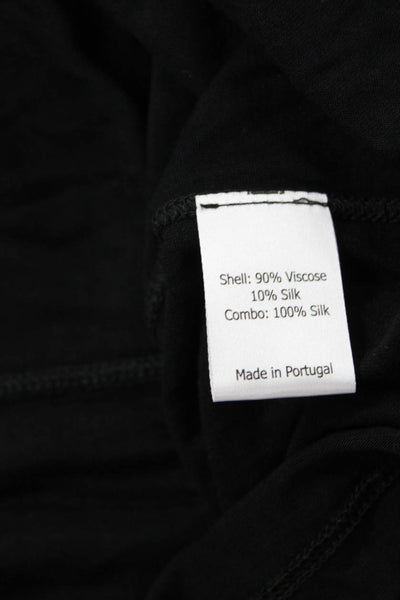 Shell: 90% Viscose
10% Silk
Combo: 100% Silk
Made in Portugal